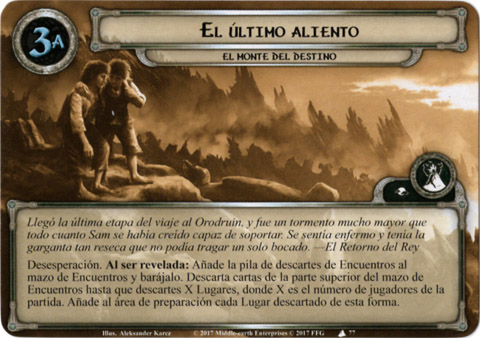 3A
El último aliento
El Monte del Destino
Llegó la última etapa del viaje al Orodruin, y fue un tormento mucho mayor que
todo cuanto Sam se había creído capaz de soportar. Se sentía enfermo y tenía la
garganta tan reseca que no podía tragar un solo bocado. —El Retorno del Rey
Desesperación. Al ser revelada: Añade la pila de descartes de Encuentros al
mazo de Encuentros y barájalo. Descarta cartas de la parte superior del mazo de
Encuentros hasta que descartes X Lugares, donde X es el número de jugadores de la
partida. Añade al área de preparación cada Lugar descartado de esta forma.
Illus. Aleksander Karcz © 2017 Middle-earth Enterprises © 2017 FFG 77